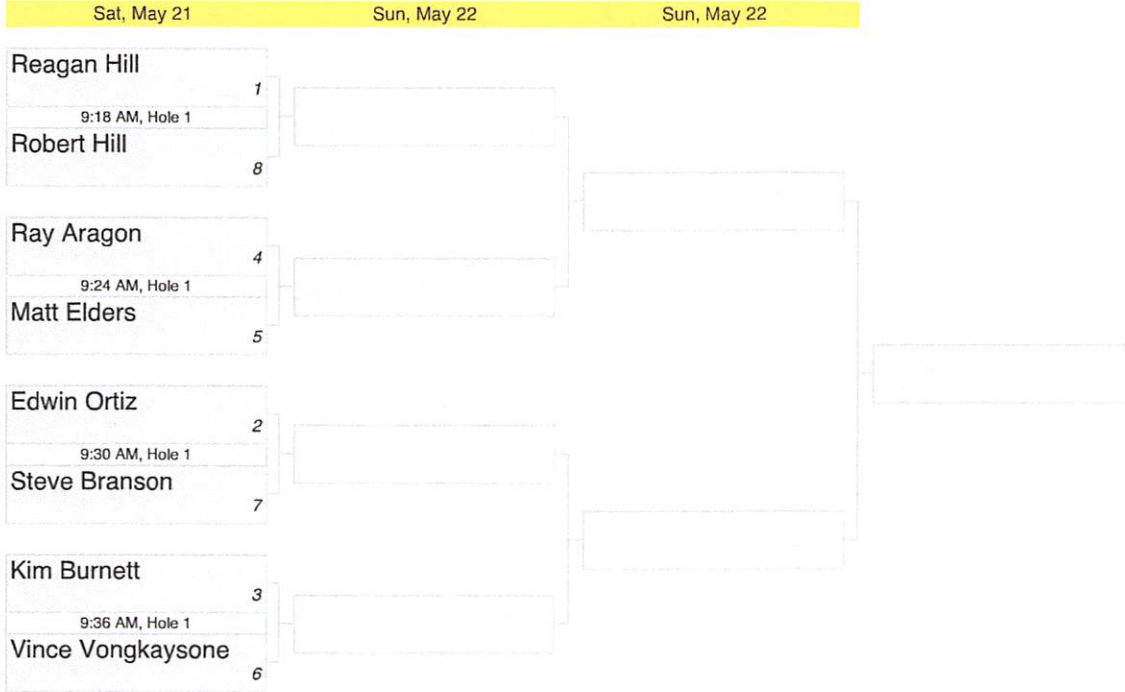 Sat, May 21 Sun, May 22 Sun, May 22
Reagan Hill
1
9:18 AM, Hole 1
Robert Hill
8
Ray Aragon
4
9:24 AM, Hole 1
Matt Elders
5
Edwin Ortiz
2
9:30 AM, Hole 1
Steve Branson
7
Kim Burnett
3
9:36 AM, Hole 1
Vince Vongkaysone
6